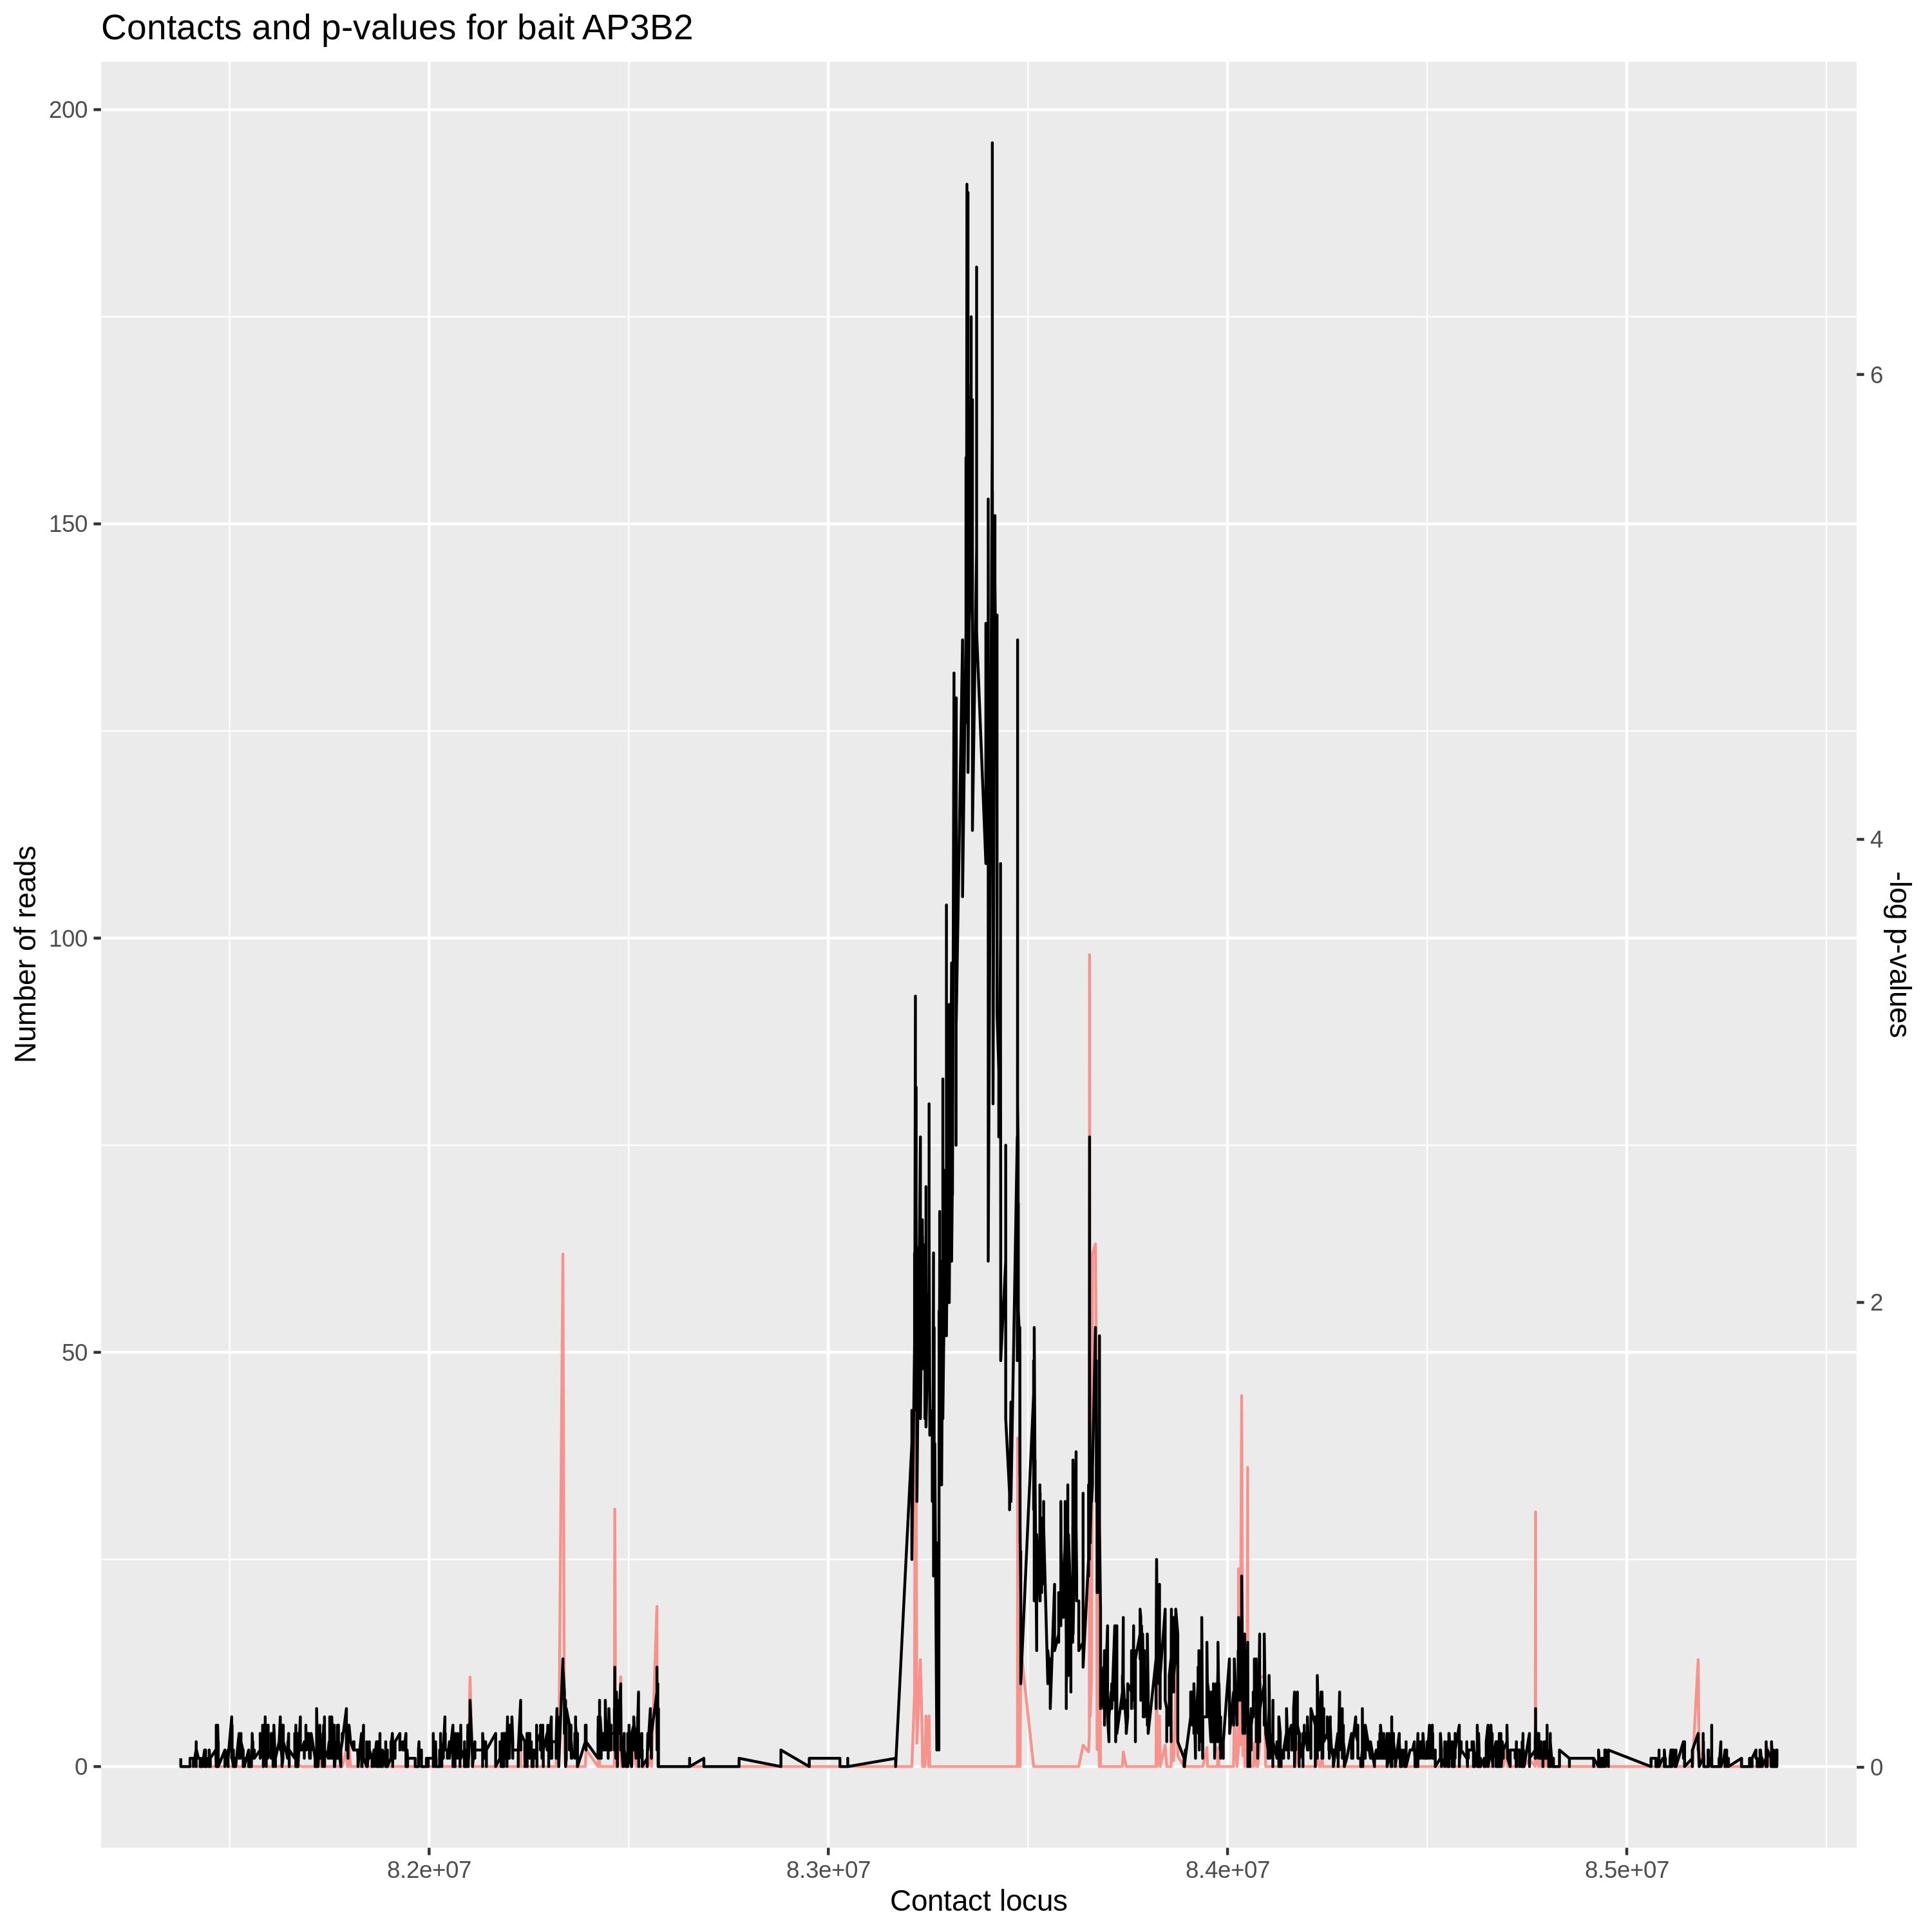 Contacts and p-values for bait AP3B2
200
150
100
50
0
6
4
2
0
Number of reads
-log p-values
8.2e+07 8.3e+07 8.4e+07 8.5e+07
Contact locus